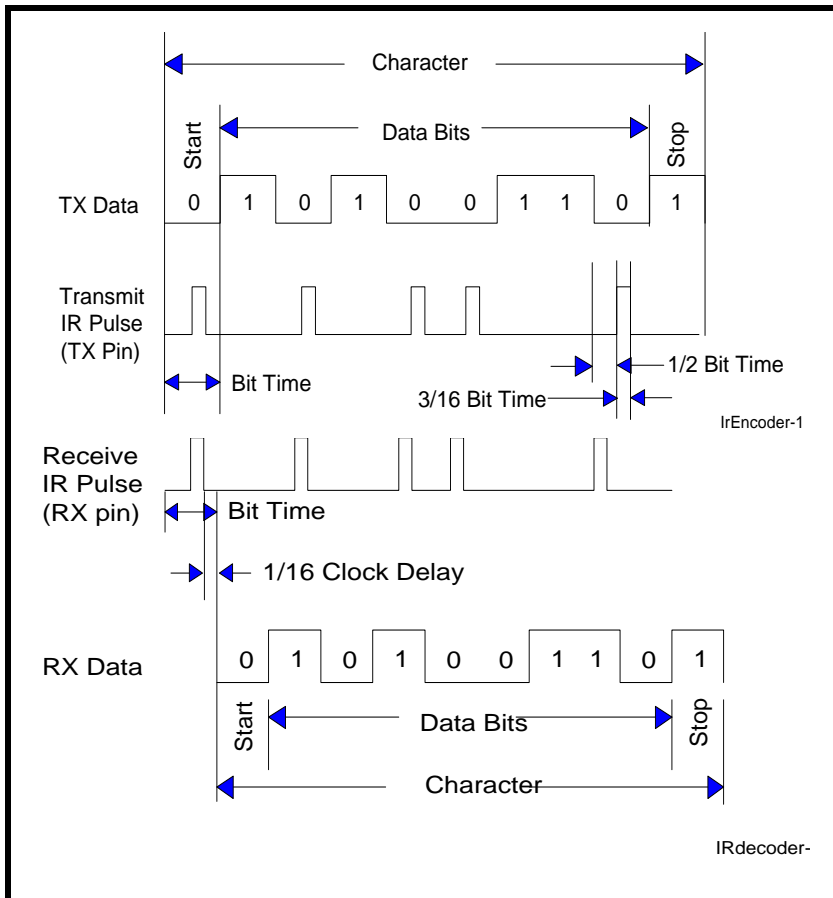 Character
Start
Data Bits
Stop
TX Data
0 1 0 1 0 0 1 1 0 1
Transmit
IR Pulse
(TX Pin)
Bit Time
1/2 Bit Time
3/16 Bit Time
IrEncoder-1
Receive
IR Pulse
(RX pin)
Bit Time
1/16 Clock Delay
RX Data
0 1 0 1 0 0 1 1 0 1
Start
Data Bits
Stop
Character
IRdecoder-